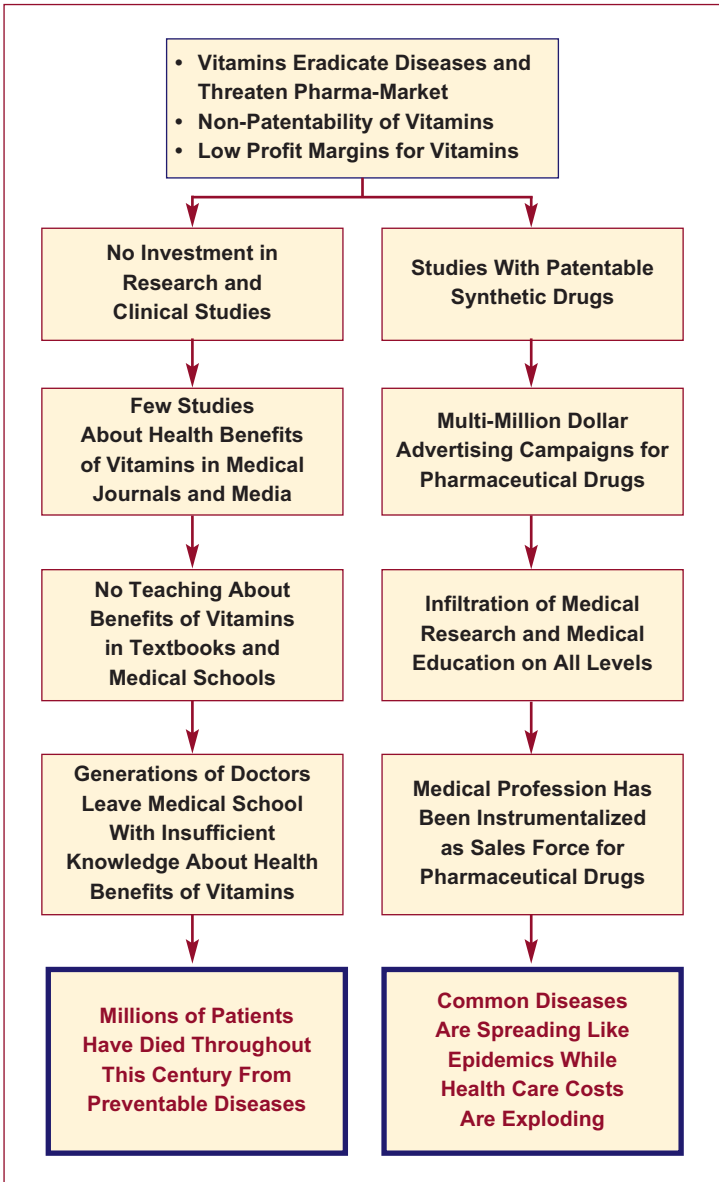 • Vitamins Eradicate Diseases and
Threaten Pharma-Market
• Non-Patentability of Vitamins
• Low Profit Margins for Vitamins
No Investment in
Research and
Clinical Studies
Few Studies
About Health Benefits
of Vitamins in Medical
Journals and Media
No Teaching About
Benefits of Vitamins
in Textbooks and
Medical Schools
Generations of Doctors
Leave Medical School
With Insufficient
Knowledge About Health
Benefits of Vitamins
Millions of Patients
Have Died Throughout
This Century From
Preventable Diseases
Studies With Patentable
Synthetic Drugs
Multi-Million Dollar
Advertising Campaigns for
Pharmaceutical Drugs
Infiltration of Medical
Research and Medical
Education on All Levels
Medical Profession Has
Been Instrumentalized
as Sales Force for
Pharmaceutical Drugs
Common Diseases
Are Spreading Like
Epidemics While
Health Care Costs
Are Exploding